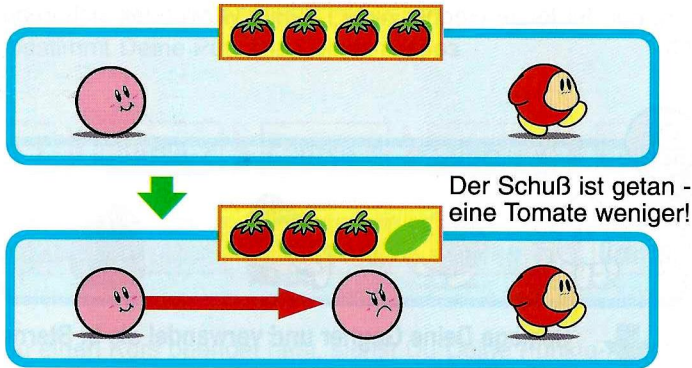 Der Schuß ist getan -
eine Tomate weniger!